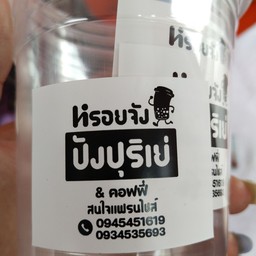 หรอยจัง
ปังปุริเย่
& คอฟฟี่
สนใจแฟรนไชส์
0945451619
0934535693